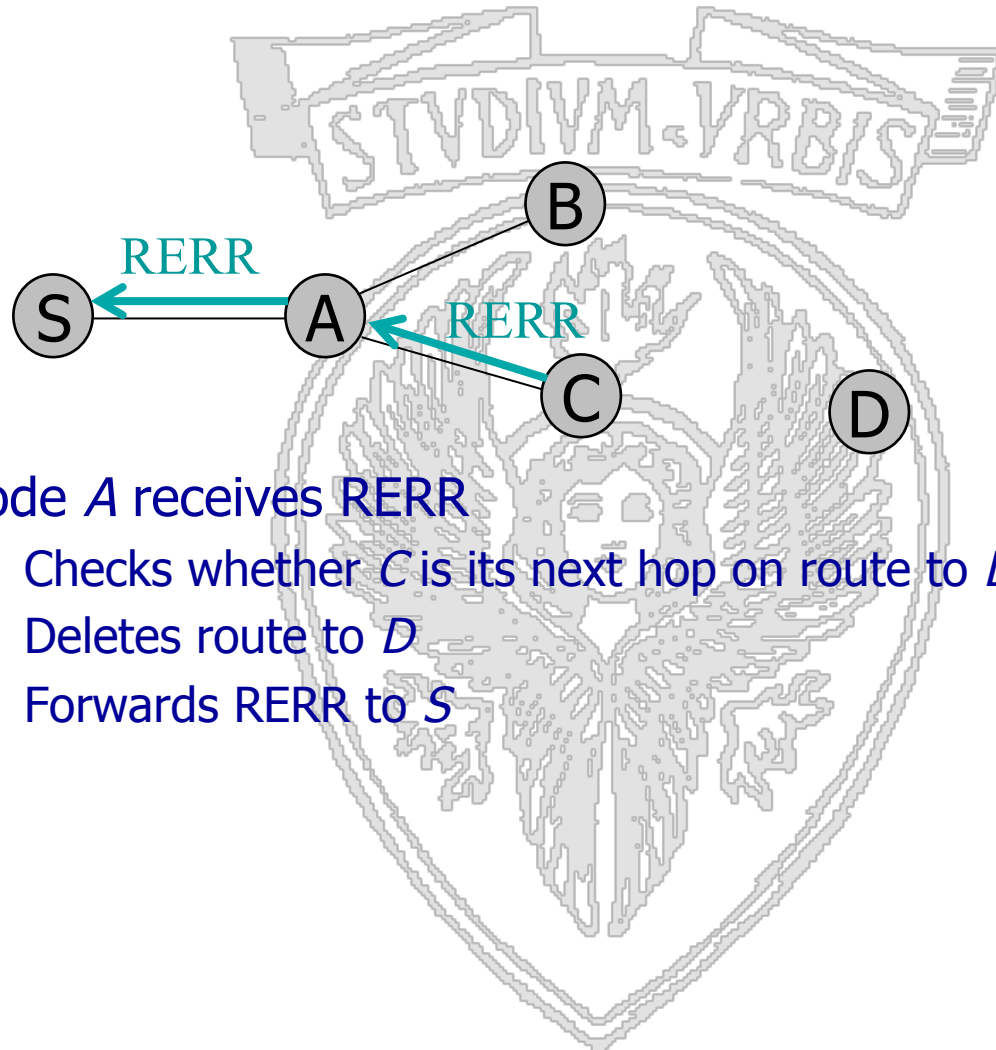 STVDIVM VRBIS
B
RERR
S
A
RERR
C
D
ode A receives RERR
Checks whether C is its next hop on route to
Deletes route to D
Forwards RERR to S